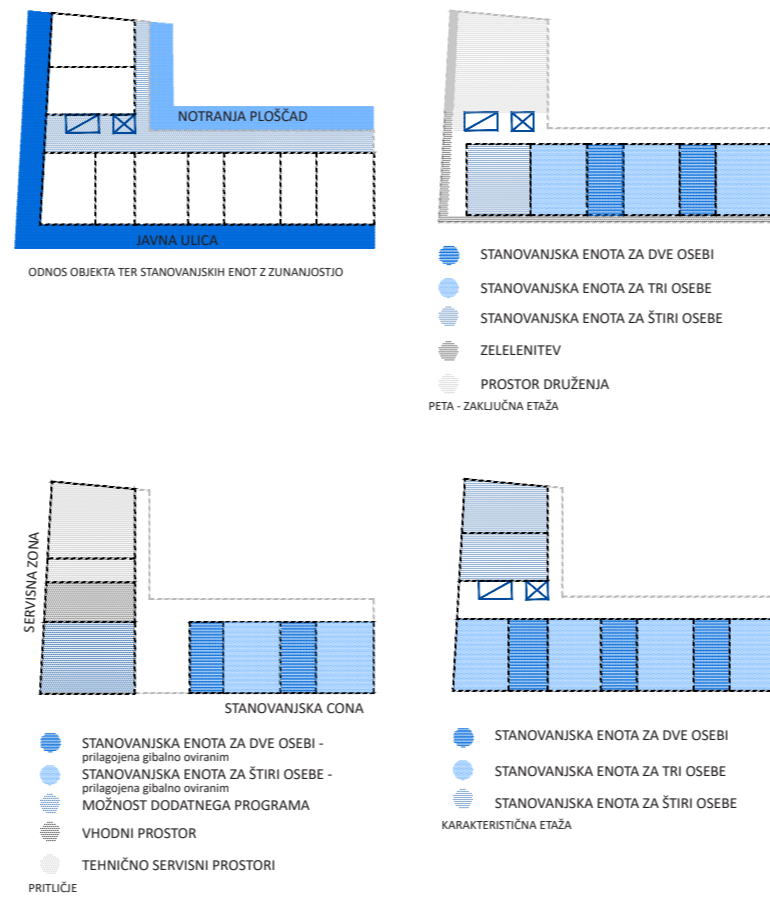 NOTRANJA PLOŠČAD
JAVNA ULICA
ODNOS OBJEKTA TER STANOVANJSKIH ENOT Z ZUNANJOSTJO
STANOVANJSKA ENOTA ZA DVE OSEBI
STANOVANJSKA ENOTA ZA TRI OSEBE
STANOVANJSKA ENOTA ZA ŠTIRI OSEBE
ZELELENITEV
PROSTOR DRUŽENJA
PETA - ZAKLJUČNA ETAŽA
SERVISNA ZONA
STANOVANJSKA CONA
STANOVANJSKA ENOTA ZA DVE OSEBI -
prilagojena gibalno oviranim
STANOVANJSKA ENOTA ZA ŠTIRI OSEBE -
prilagojena gibalno oviranim
MOŽNOST DODATNEGA PROGRAMA
VHODNI PROSTOR
TEHNIČNO SERVISNI PROSTORI
PRITLIČJE
STANOVANJSKA ENOTA ZA DVE OSEBI
STANOVANJSKA ENOTA ZA TRI OSEBE
STANOVANJSKA ENOTA ZA ŠTIRI OSEBE
KARAKTERISTIČNA ETAŽA